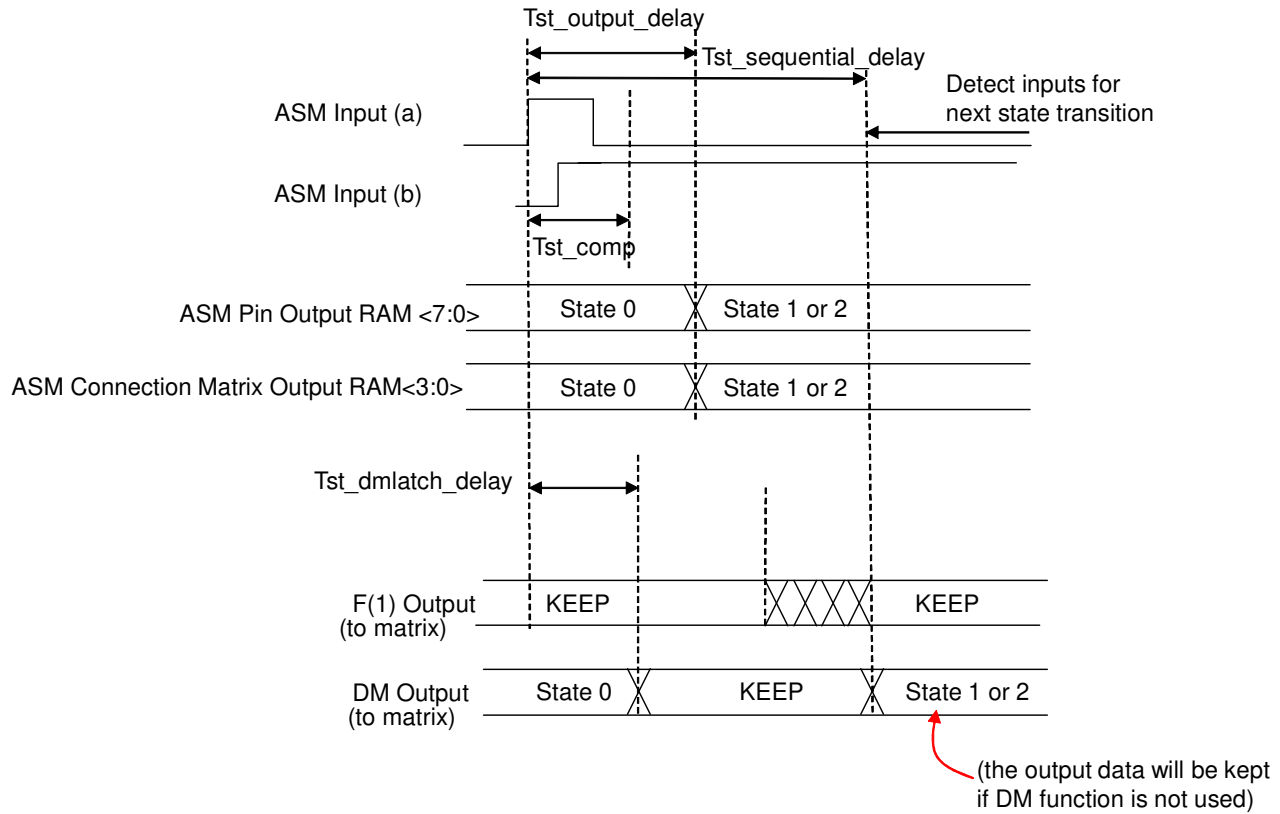 Tst_output_delay
Tst_sequential_delay
Detect inputs for
next state transition
ASM Input (a)
ASM Input (b)
Tst_comp
ASM Pin Output RAM <7:0>
State 0
State 1 or 2
ASM Connection Matrix Output RAM<3:0>
State 0
State 1 or 2
Tst_dmlatch_delay
F(1) Output
(to matrix)
KEEP
KEEP
DM Output
(to matrix)
State 0
KEEP
State 1 or 2
(the output data will be kept
if DM function is not used)